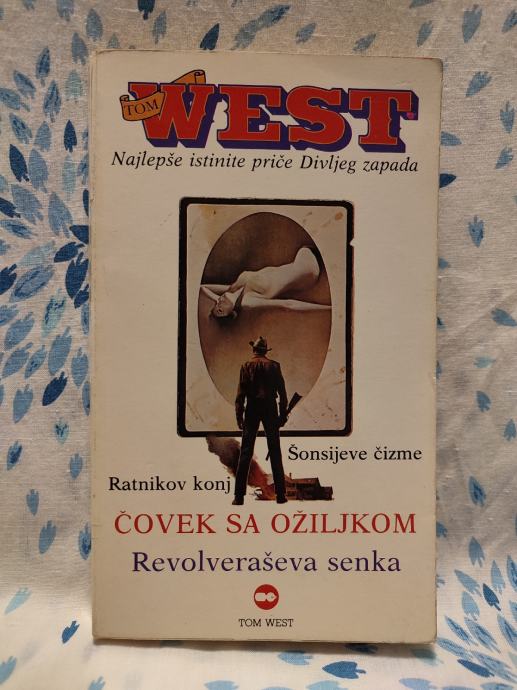 TOM
WEST
Najlepše istinite priče Divljeg zapada
Šonsijeve čizme
Ratnikov konj
ČOVEK SA OŽILJKOM
Revolveraševa senka
TOM WEST